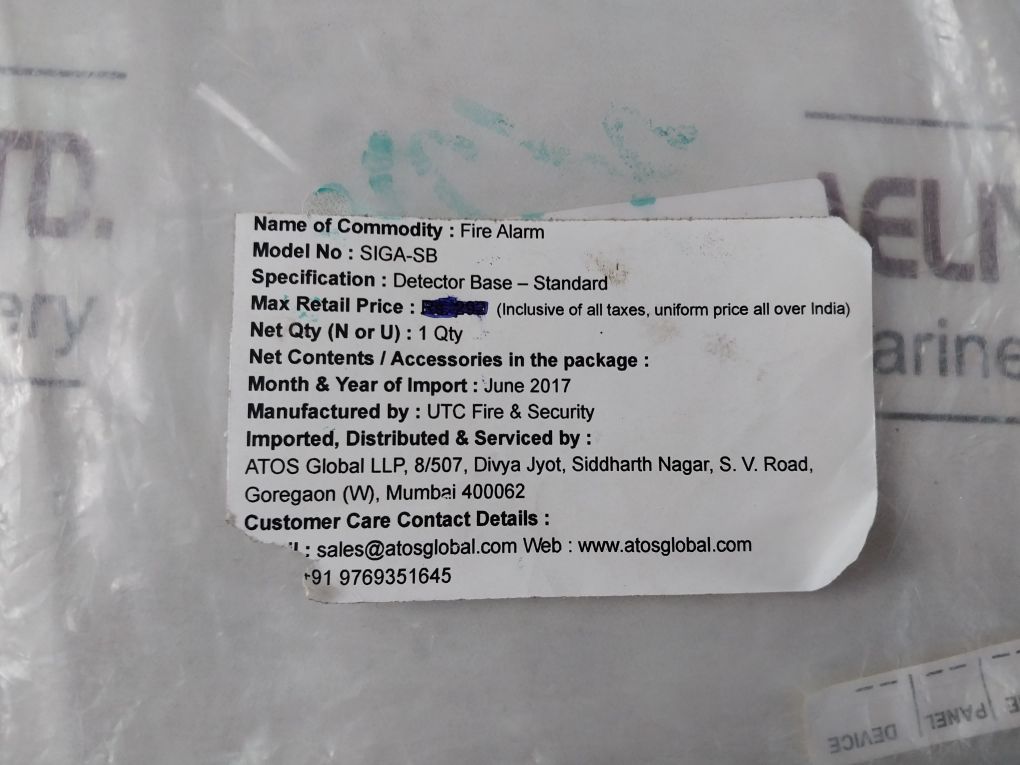 TD.
ery
AELIY
arine
Name of Commodity : Fire Alarm
Model No : SIGA-SB
Specification : Detector Base – Standard
Max Retail Price : (Inclusive of all taxes, uniform price all over India)
Net Qty (N or U) : 1 Qty
Net Contents / Accessories in the package :
Month & Year of Import : June 2017
Manufactured by : UTC Fire & Security
Imported, Distributed & Serviced by :
ATOS Global LLP, 8/507, Divya Jyot, Siddharth Nagar, S. V. Road,
Goregaon (W), Mumbai 400062
Customer Care Contact Details :
: sales@atosglobal.com Web : www.atosglobal.com
+91 9769351645
DEVICE PANEL